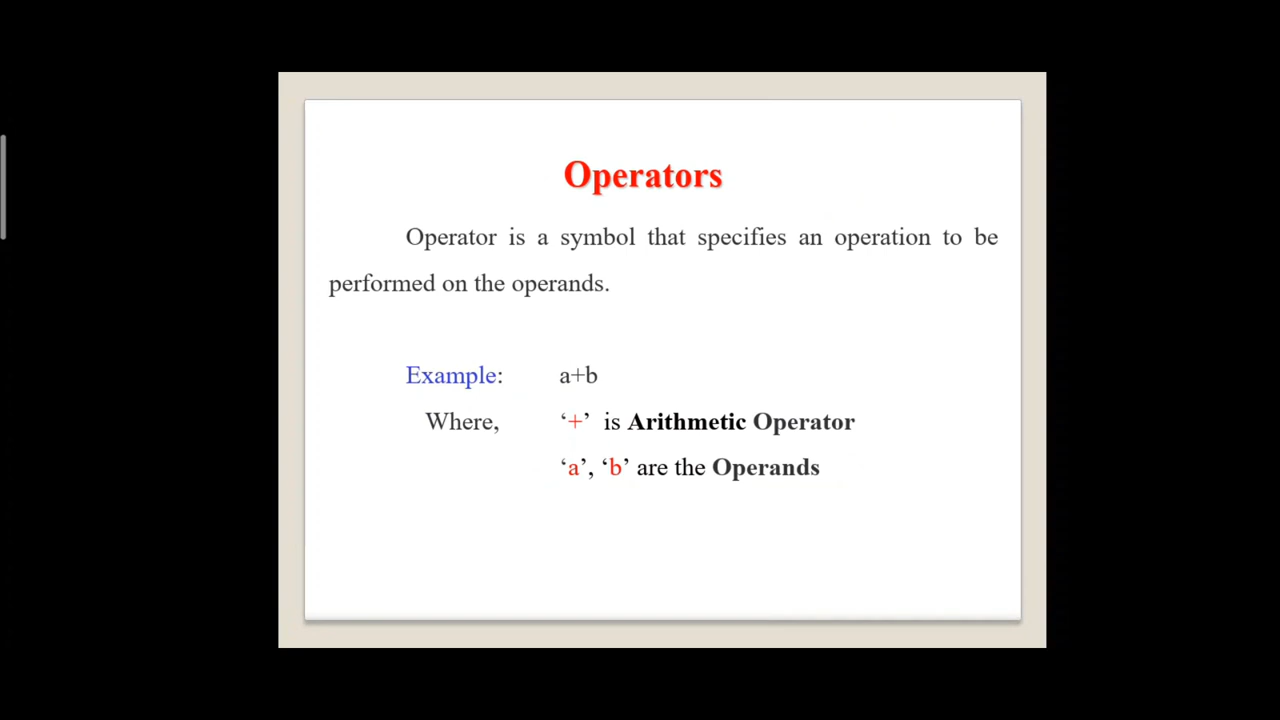 Operators
Operator is a symbol that specifies an operation to be
performed on the operands.
Example: a+b
Where, ‘+’ is Arithmetic Operator
‘a’, ‘b’ are the Operands